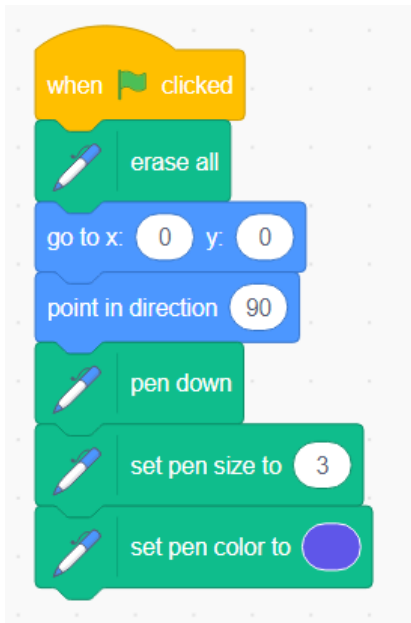 when clicked
erase all
go to x: 0 y: 0
point in direction 90
pen down
set pen size to 3
set pen color to